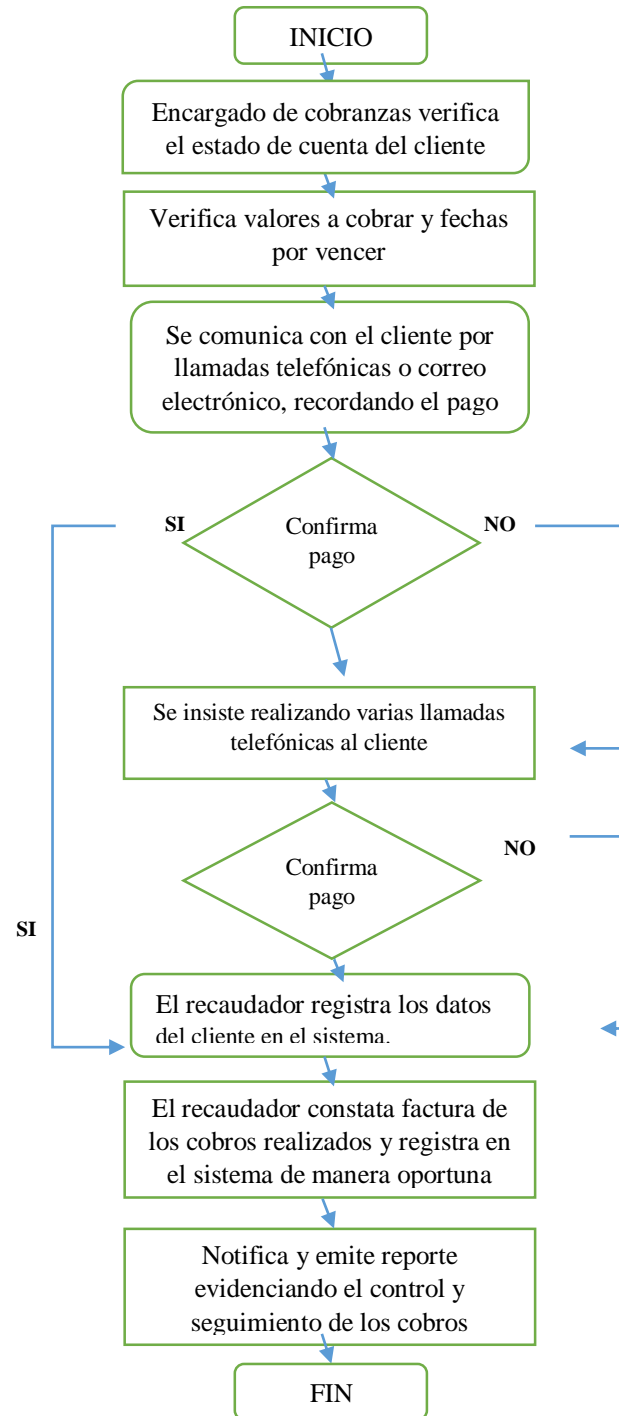 INICIO
Encargado de cobranzas verifica
el estado de cuenta del cliente
Verifica valores a cobrar y fechas
por vencer
Se comunica con el cliente por
llamadas telefónicas o correo
electrónico, recordando el pago
SI
Confirma
pago
NO
Se insiste realizando varias llamadas
telefónicas al cliente
Confirma
pago
NO
SI
El recaudador registra los datos
del cliente en el sistema.
El recaudador constata factura de
los cobros realizados y registra en
el sistema de manera oportuna
Notifica y emite reporte
evidenciando el control y
seguimiento de los cobros
FIN